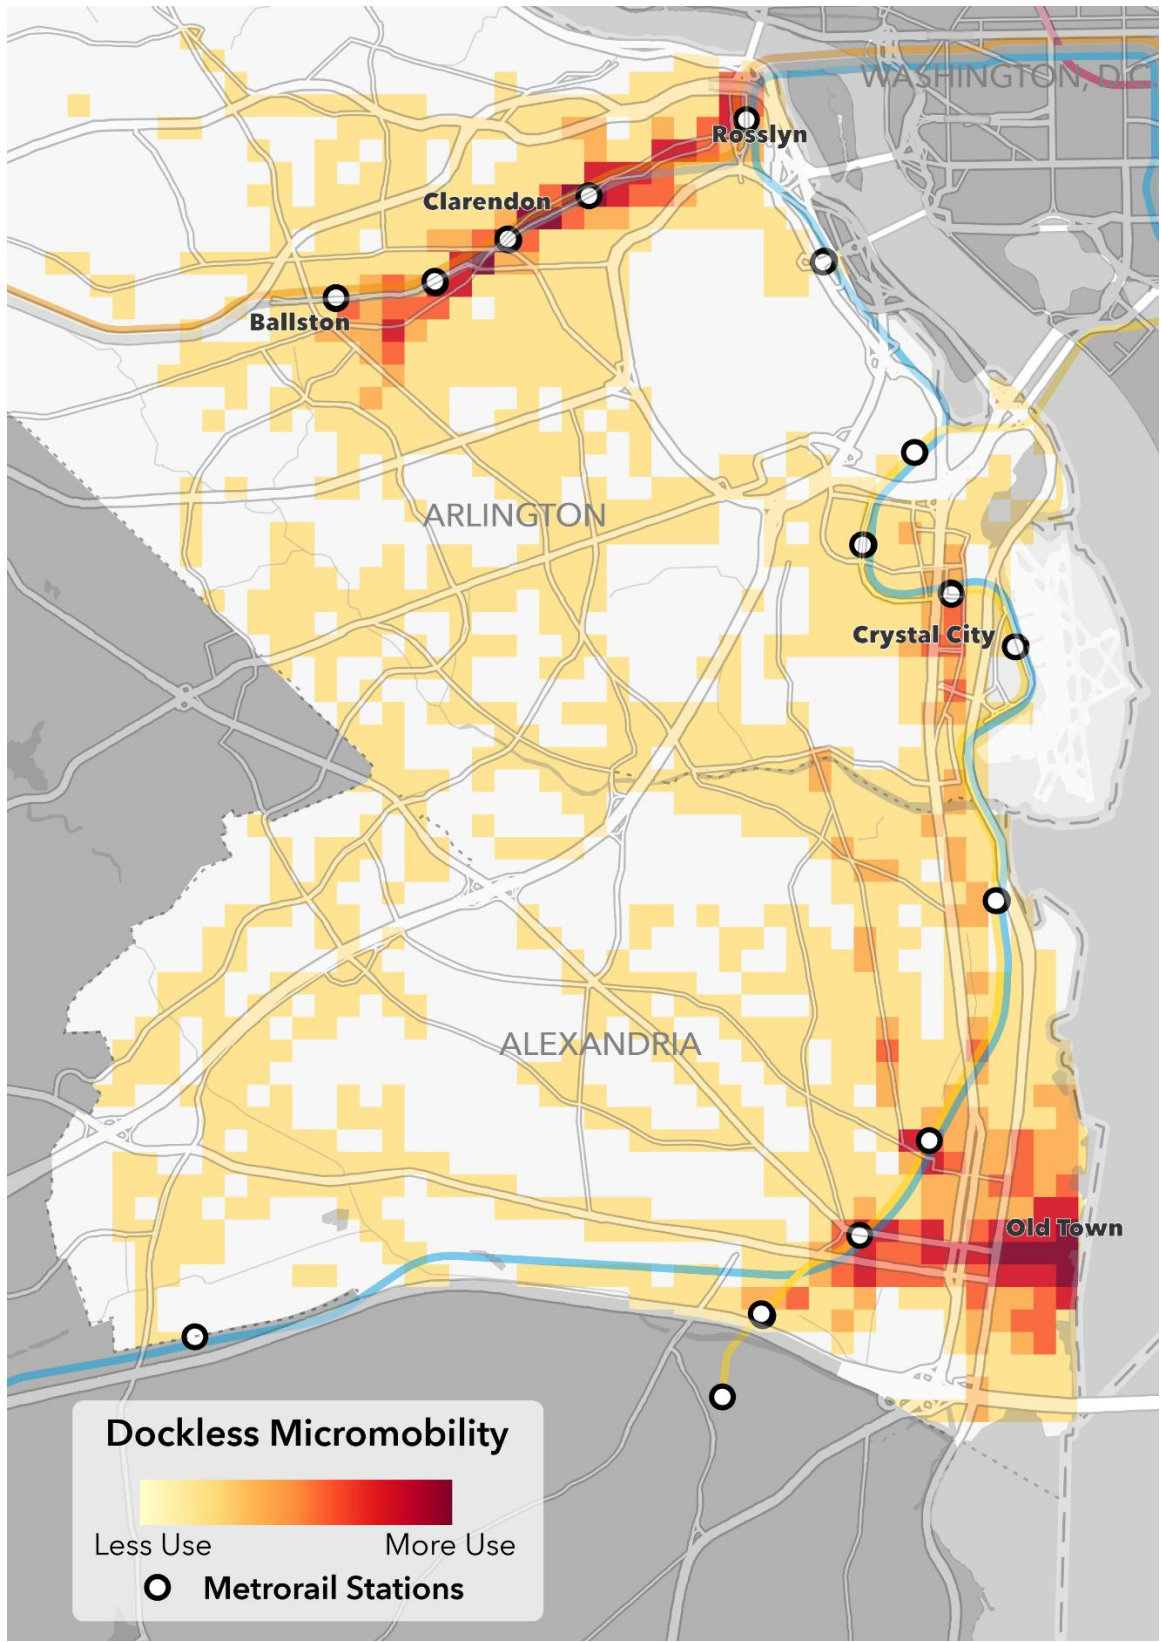 WASHINGTON, D.C.
Rosslyn
Clarendon
Ballston
ARLINGTON
Crystal City
ALEXANDRIA
Old Town
Dockless Micromobility
Less Use
More Use
Metrorail Stations